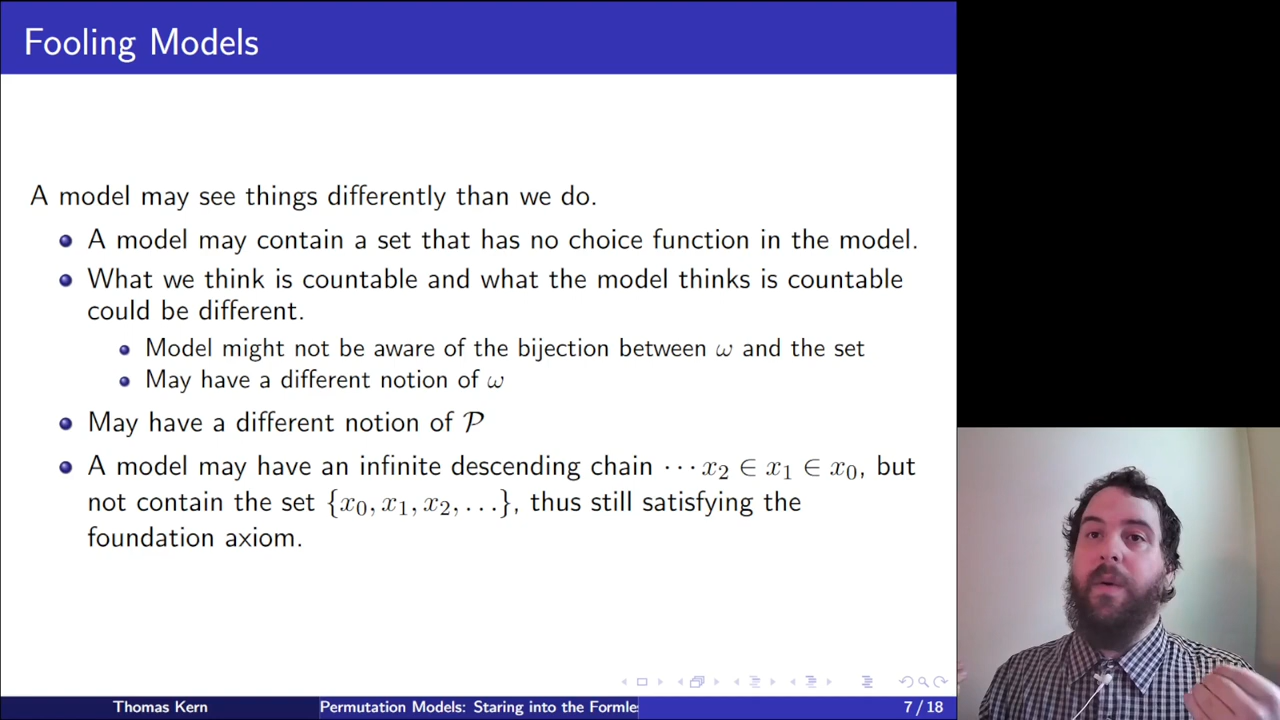 Fooling Models
A model may see things differently than we do.
A model may contain a set that has no choice function in the model.
What we think is countable and what the model thinks is countable
could be different.
Model might not be aware of the bijection between ω and the set
May have a different notion of ω
May have a different notion of 𝒫
A model may have an infinite descending chain ⋯x₂ ∈ x₁ ∈ x₀, but
not contain the set {x₀, x₁, x₂, …}, thus still satisfying the
foundation axiom.
Thomas Kern
Permutation Models: Staring into the Formle
7 / 18